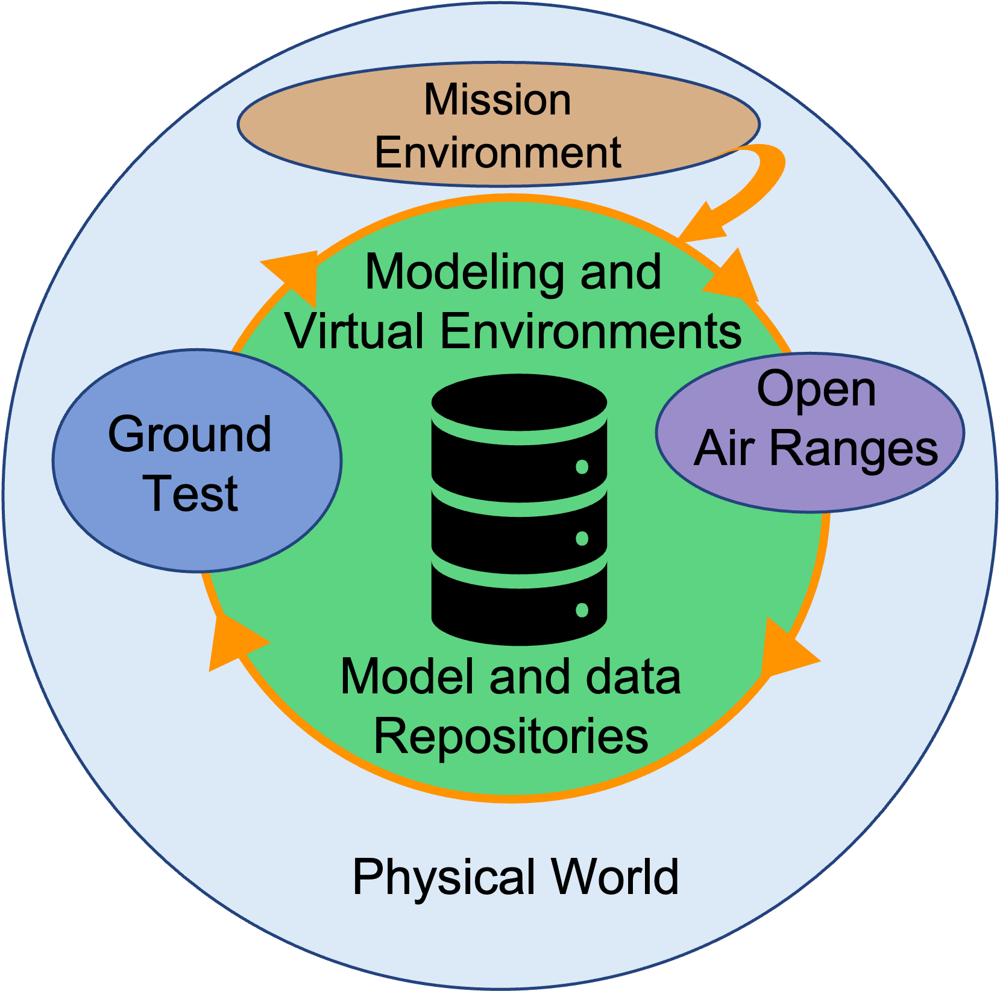 Mission
Environment
Modeling and
Virtual Environments
Ground
Test
Open
Air Ranges
Model and data
Repositories
Physical World